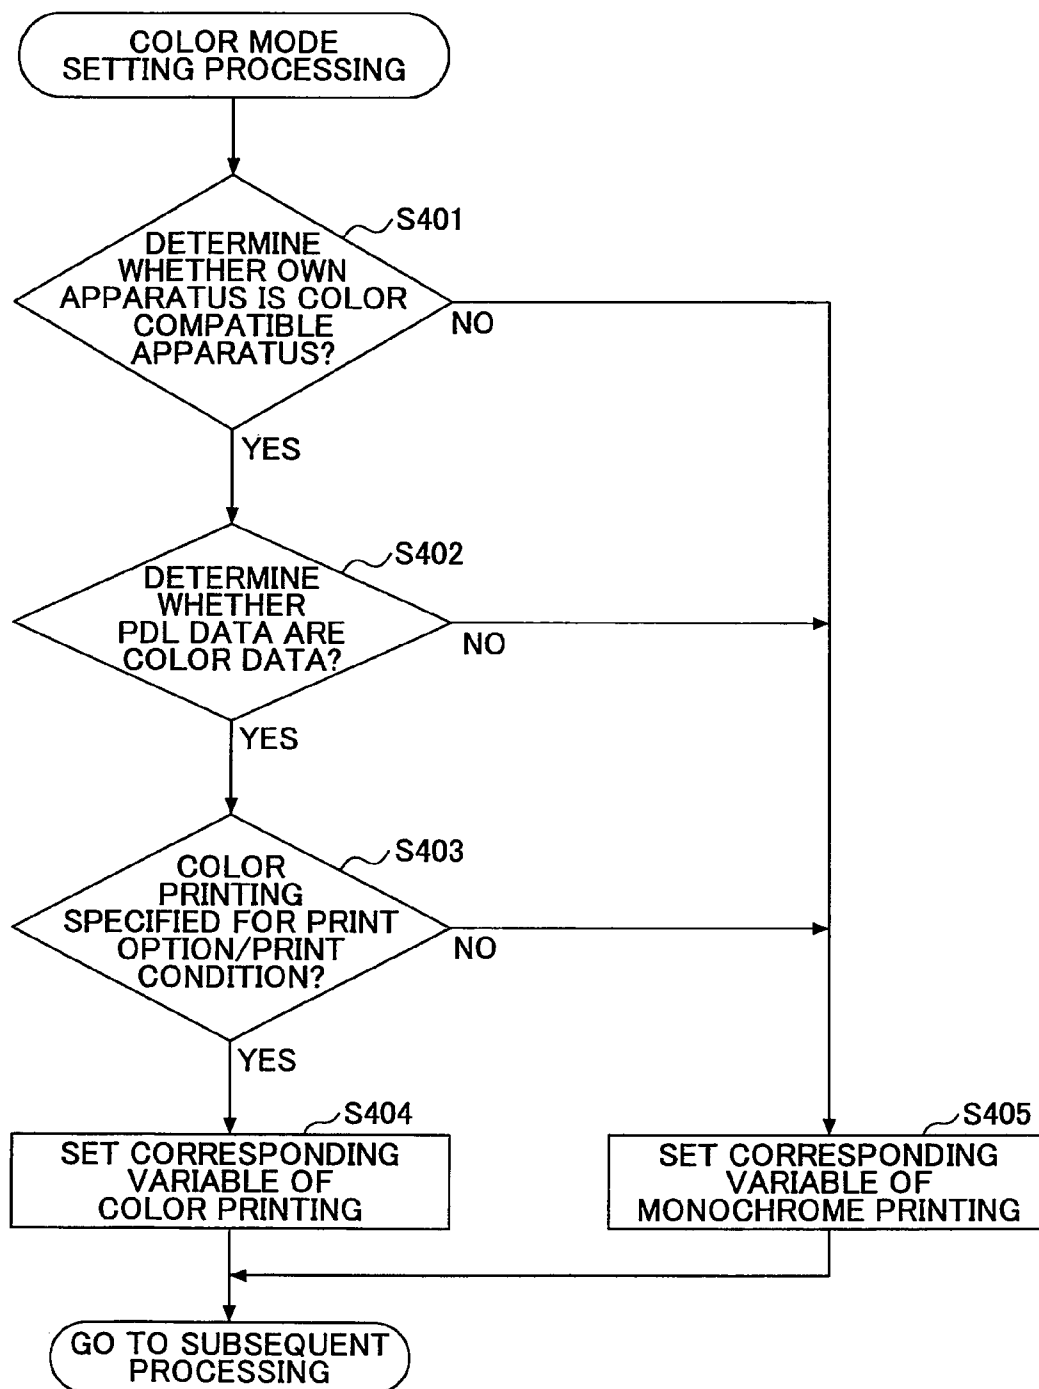 COLOR MODE
SETTING PROCESSING
S401
DETERMINE
WHETHER OWN
APPARATUS IS COLOR
COMPATIBLE
APPARATUS?
NO
YES
S402
DETERMINE
WHETHER
PDL DATA ARE
COLOR DATA?
NO
YES
S403
COLOR
PRINTING
SPECIFIED FOR PRINT
OPTION/PRINT
CONDITION?
NO
YES
S404
SET CORRESPONDING
VARIABLE OF
COLOR PRINTING
S405
SET CORRESPONDING
VARIABLE OF
MONOCHROME PRINTING
GO TO SUBSEQUENT
PROCESSING